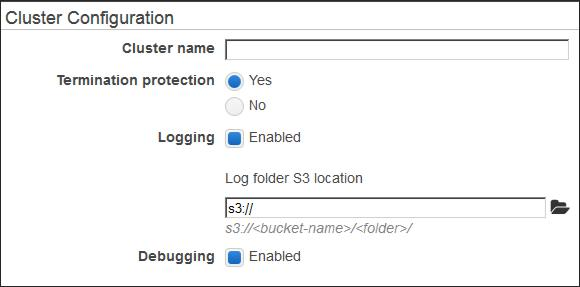 Cluster Configuration
Cluster name
Termination protection Yes
No
Logging Enabled
Log folder S3 location
s3://
s3://<bucket-name>/<folder>/
Debugging Enabled